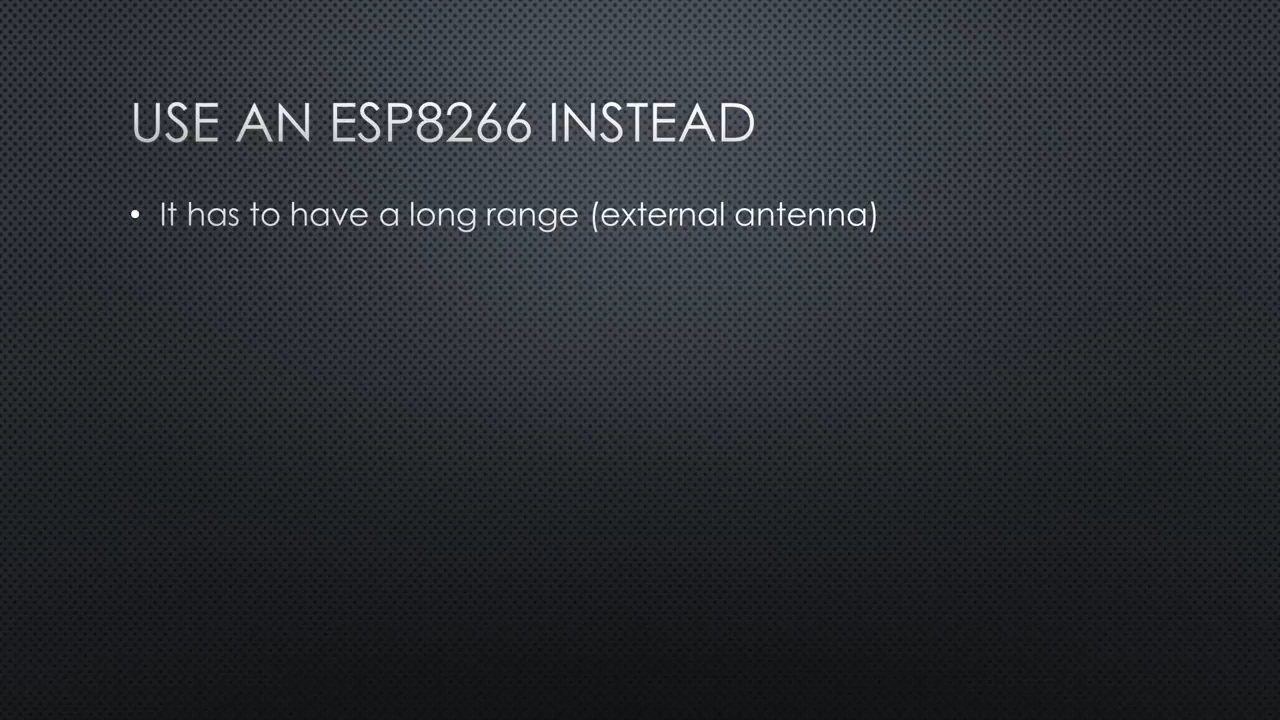 USE AN ESP8266 INSTEAD
• It has to have a long range (external antenna)